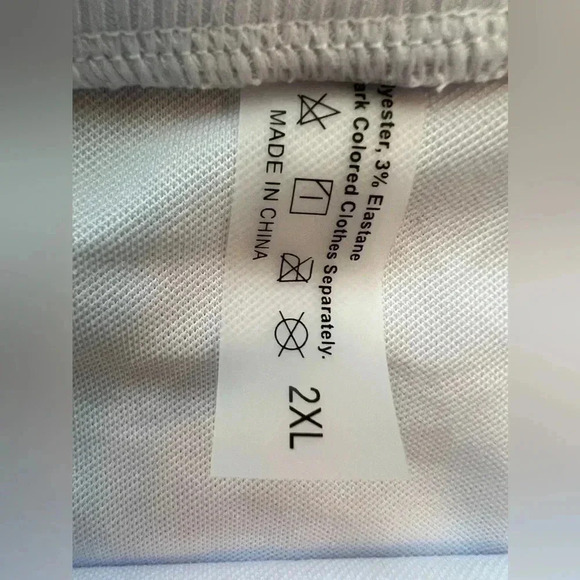 lyester, 3% Elastane
ark Colored Clothes Separately.
MADE IN CHINA
2XL